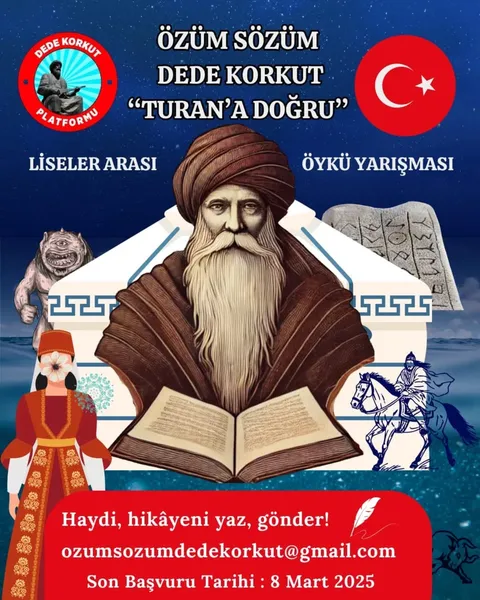 DEDE KORKUT
PLATFORMU
ÖZÜM SÖZÜM
DEDE KORKUT
“TURAN’A DOĞRU”
LİSELER ARASI
ÖYKÜ YARIŞMASI
Haydi, hikâyeni yaz, gönder!
ozumsozumdedekorkut@gmail.com
Son Başvuru Tarihi : 8 Mart 2025